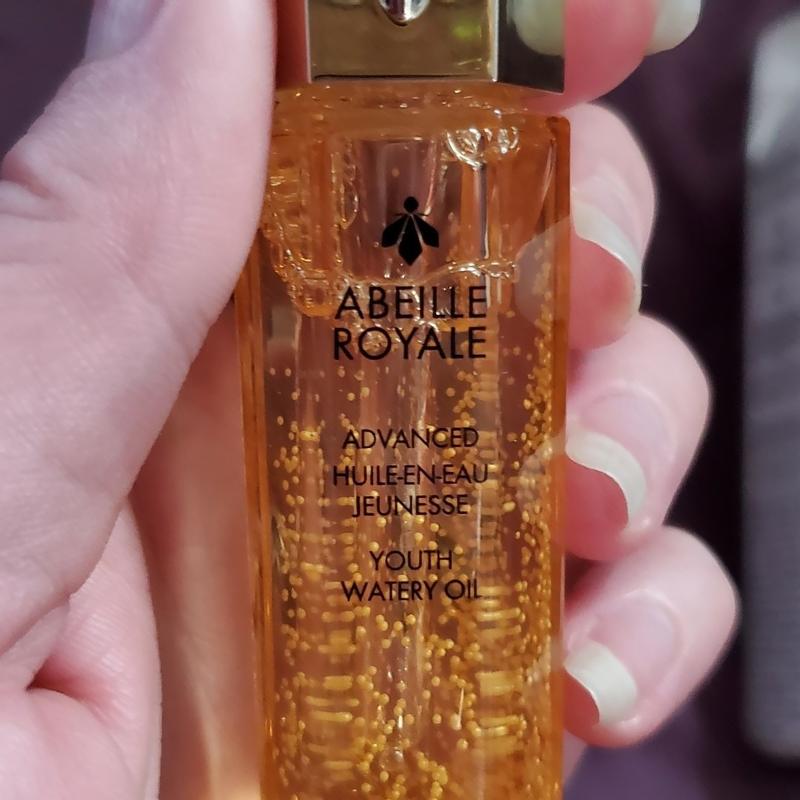 ABEILLE
ROYALE
ADVANCED
HUILE-EN-EAU
JEUNESSE
YOUTH
WATERY OIL